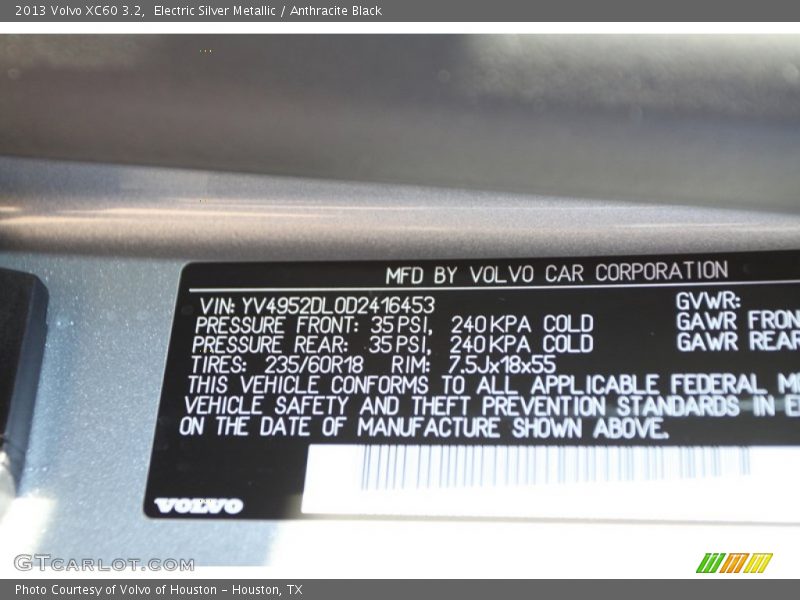 2013 Volvo XC60 3.2, Electric Silver Metallic / Anthracite Black
MFD BY VOLVO CAR CORPORATION
VIN: YV4952DL0D2416453
GVWR:
PRESSURE FRONT: 35PSI, 240KPA COLD
GAWR FRON
PRESSURE REAR: 35PSI, 240KPA COLD
GAWR REAR
TIRES: 235/60R18 RIM: 7.5Jx18x55
THIS VEHICLE CONFORMS TO ALL APPLICABLE FEDERAL M
VEHICLE SAFETY AND THEFT PREVENTION STANDARDS IN E
ON THE DATE OF MANUFACTURE SHOWN ABOVE.
VOLVO
GTCARLOT.COM
Photo Courtesy of Volvo of Houston - Houston, TX